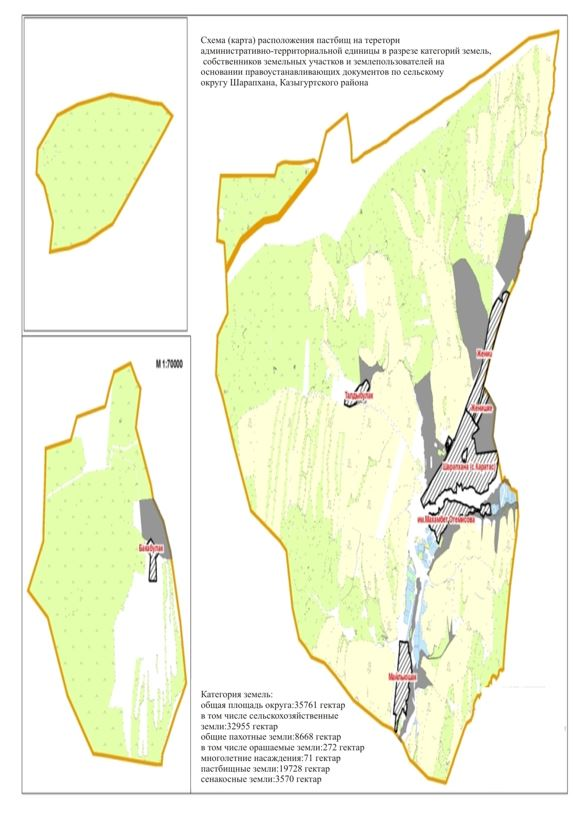 Схема (карта) расположения пастбищ на теретори
административно-территориальной единицы в разрезе категорий земель,
собственников земельных участков и землепользователей на
основании правоустанавливающих документов по сельскому
округу Шарапхана, Казыгуртского района
М 1:70000
Жениц
Талдыбулак
Женишке
Шарапхана (с. Каратас)
им.Махамбет Отемисова
Бакабулак
Майлыошак
Категория земель:
общая площадь округа:35761 гектар
в том числе сельскохозяйственные
земли:32955 гектар
общие пахотные земли:8668 гектар
в том числе орашаемые земли:272 гектар
многолетние насаждения:71 гектар
пастбищные земли:19728 гектар
сенакосные земли:3570 гектар